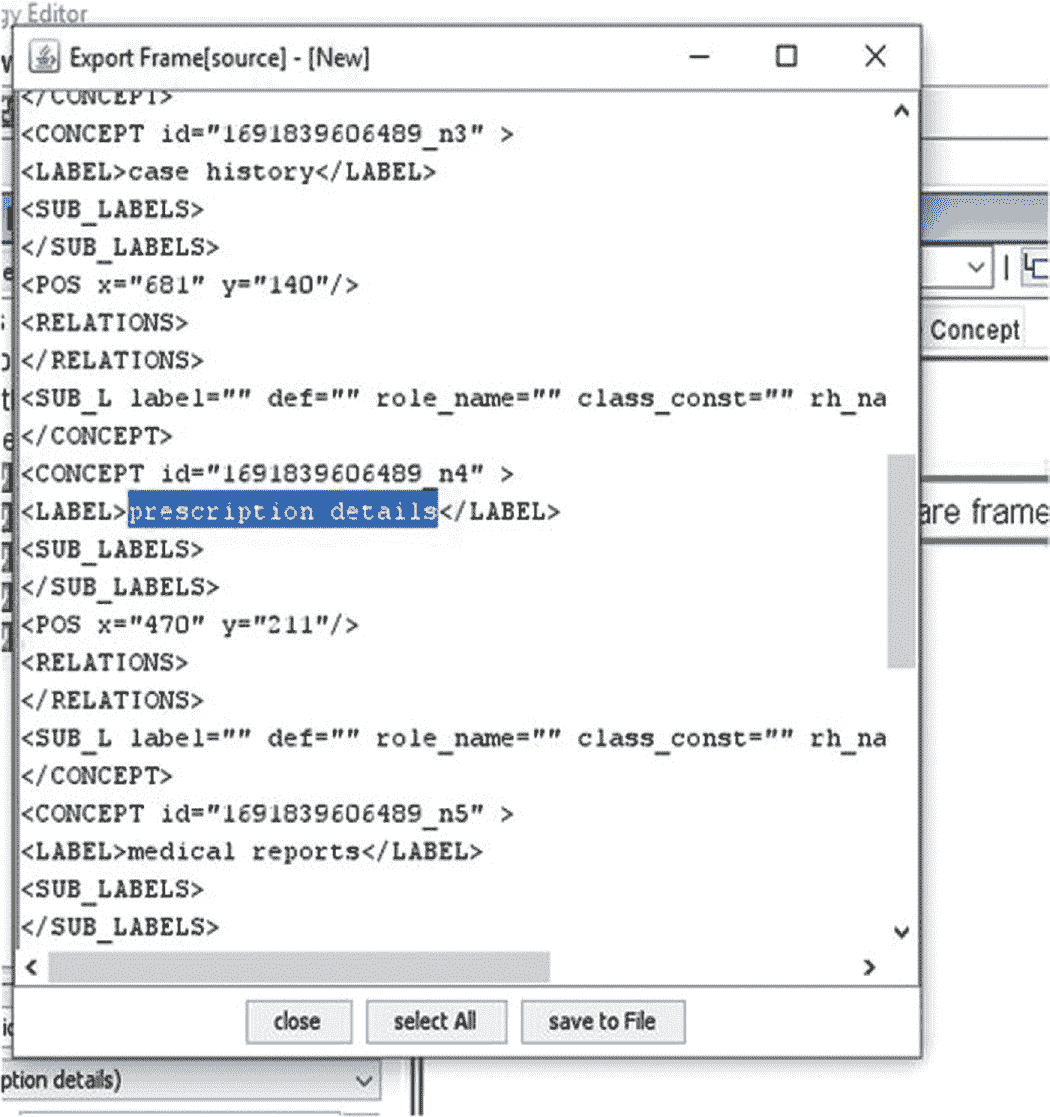 gy Editor
Export Frame[source] - [New]
</CONCEPT>
<CONCEPT id="1691839606489_n3" >
<LABEL>case history</LABEL>
<SUB_LABELS>
</SUB_LABELS>
<POS x="681" y="140"/>
<RELATIONS>
</RELATIONS>
<SUB_L label="" def="" role_name="" class_const="" rh_na
</CONCEPT>
<CONCEPT id="1691839606489_n4" >
<LABEL>prescription details</LABEL>
<SUB_LABELS>
</SUB_LABELS>
<POS x="470" y="211"/>
<RELATIONS>
</RELATIONS>
<SUB_L label="" def="" role_name="" class_const="" rh_na
</CONCEPT>
<CONCEPT id="1691839606489_n5" >
<LABEL>medical reports</LABEL>
<SUB_LABELS>
</SUB_LABELS>
Concept
are frame
close select All save to File
ption details)